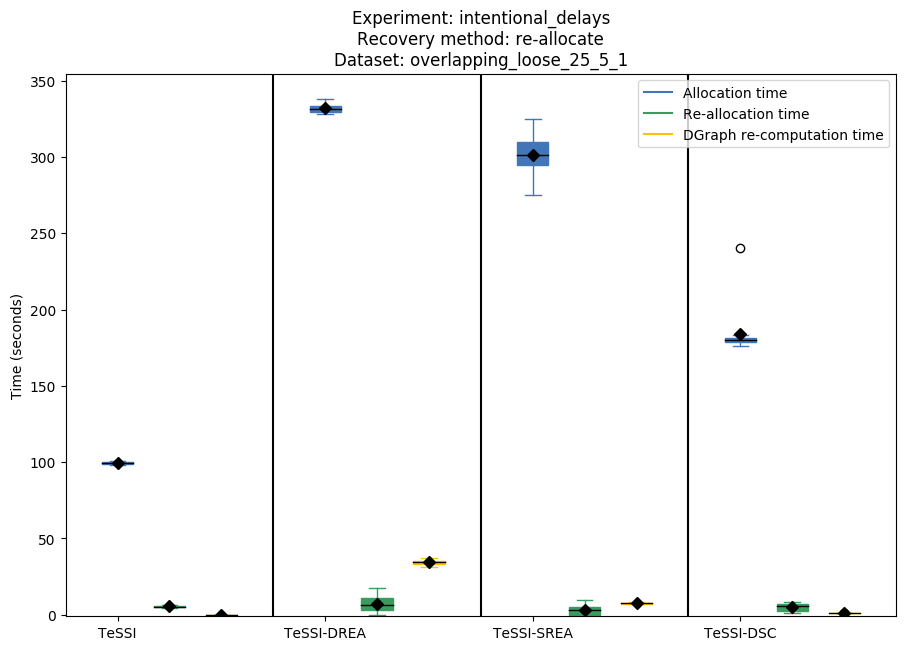 Experiment: intentional_delays
Recovery method: re-allocate
Dataset: overlapping_loose_25_5_1
Allocation time
Re-allocation time
DGraph re-computation time
Time (seconds)
350
300
250
200
150
100
50
0
TeSSI
TeSSI-DREA
TeSSI-SREA
TeSSI-DSC